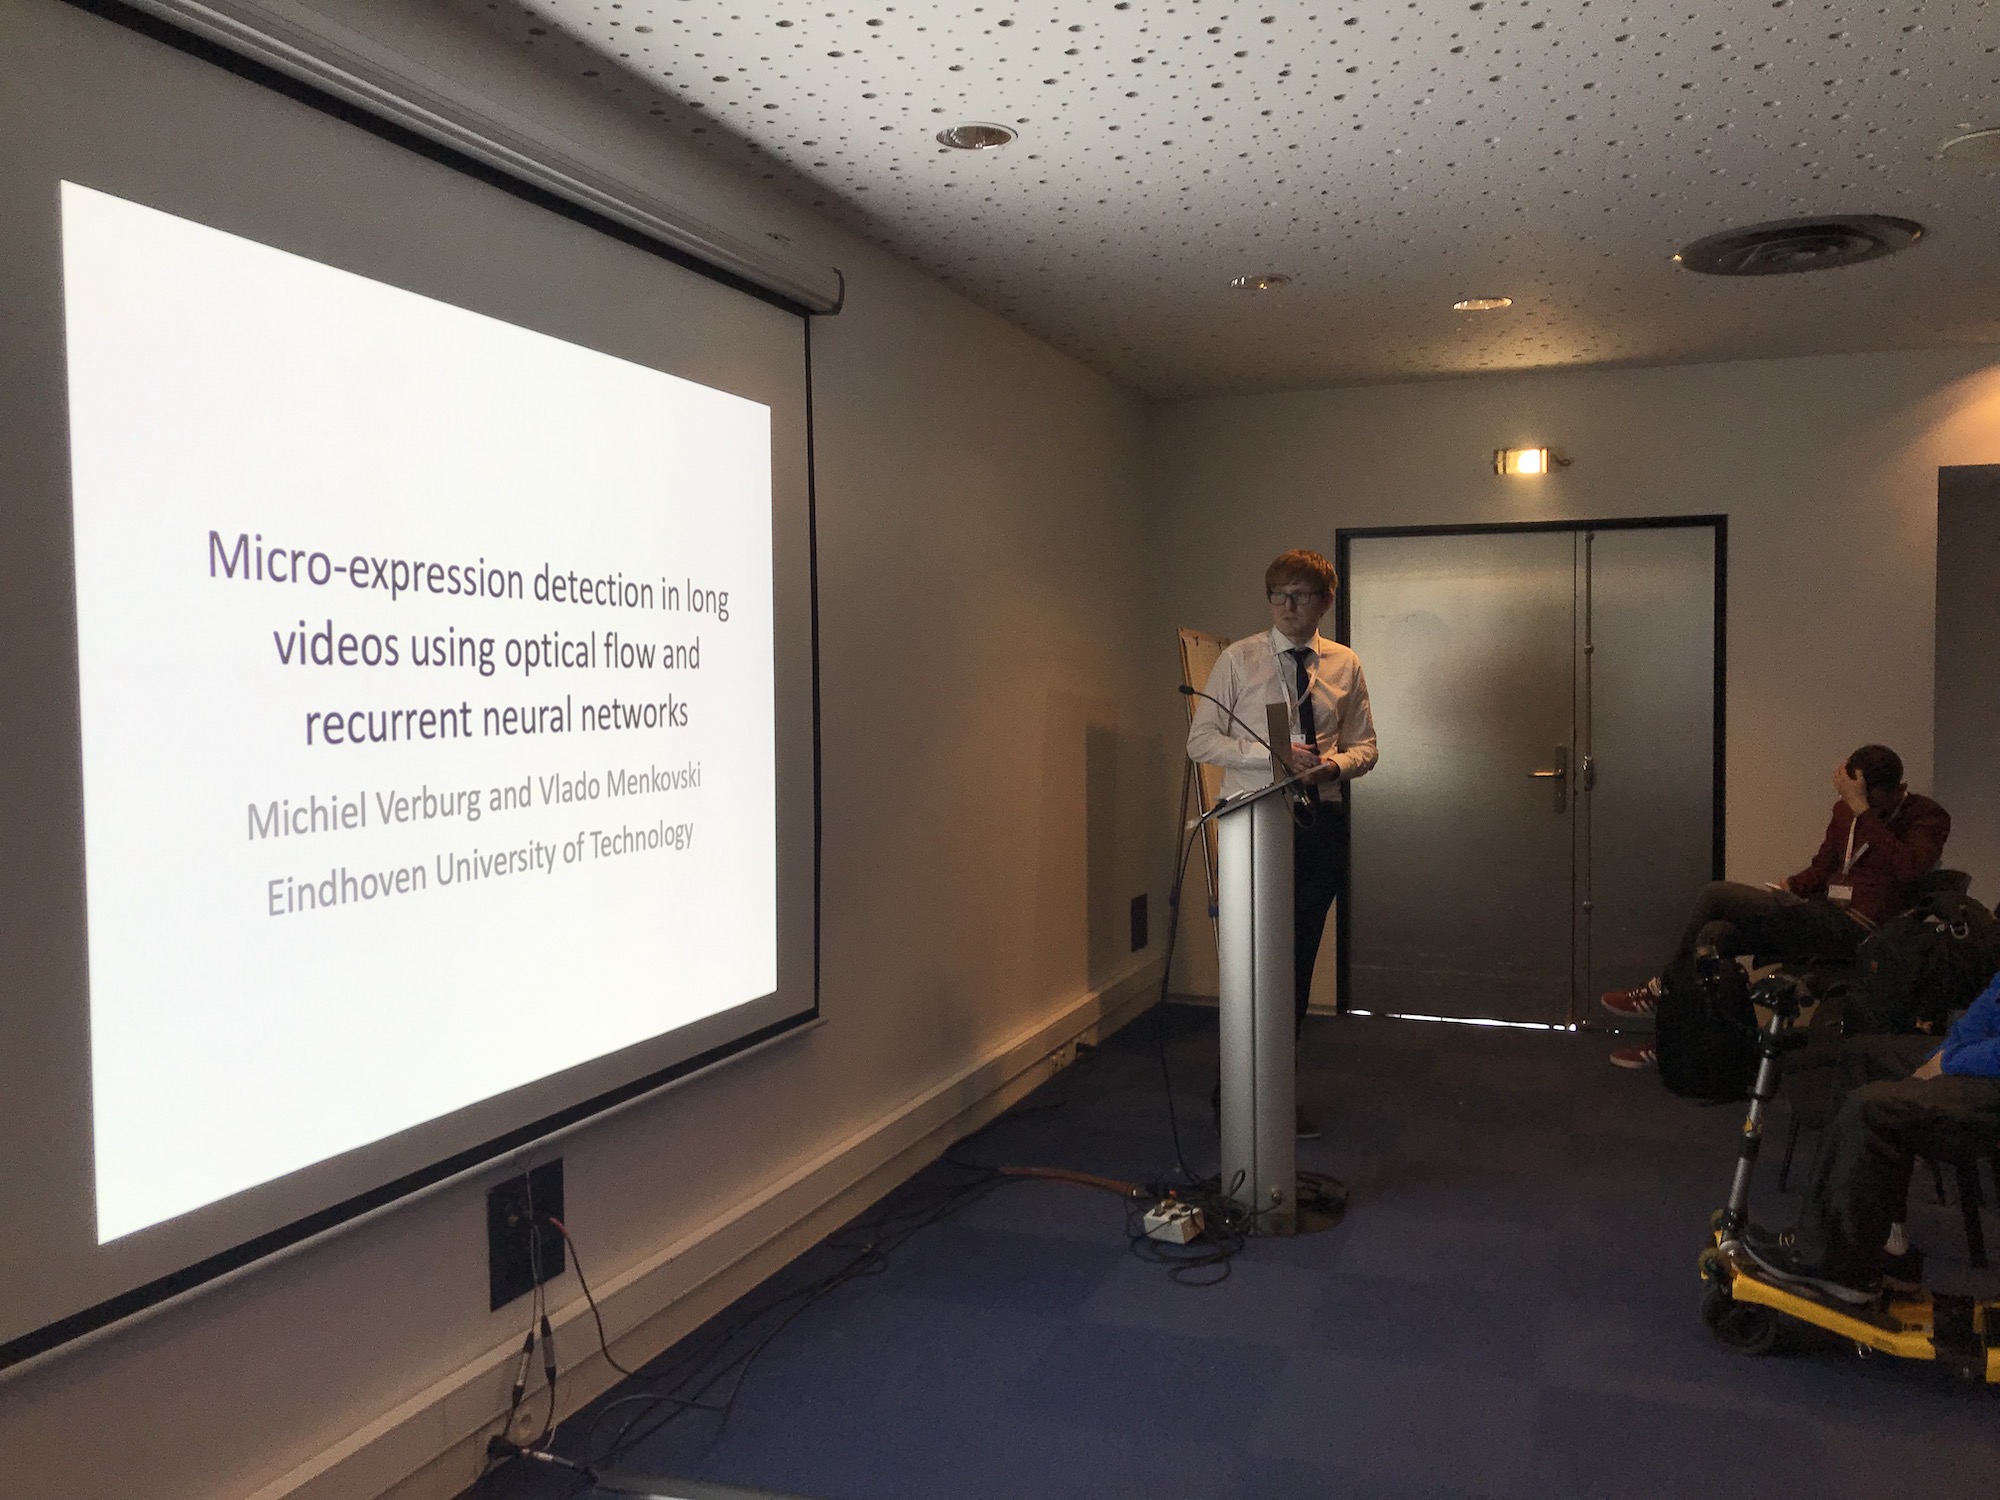 Micro-expression detection in long
videos using optical flow and
recurrent neural networks
Michiel Verburg and Vlado Menkovski
Eindhoven University of Technology